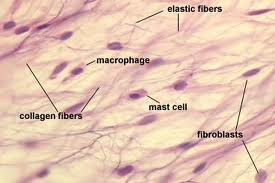 elastic fibers
macrophage
mast cell
collagen fibers
fibroblasts